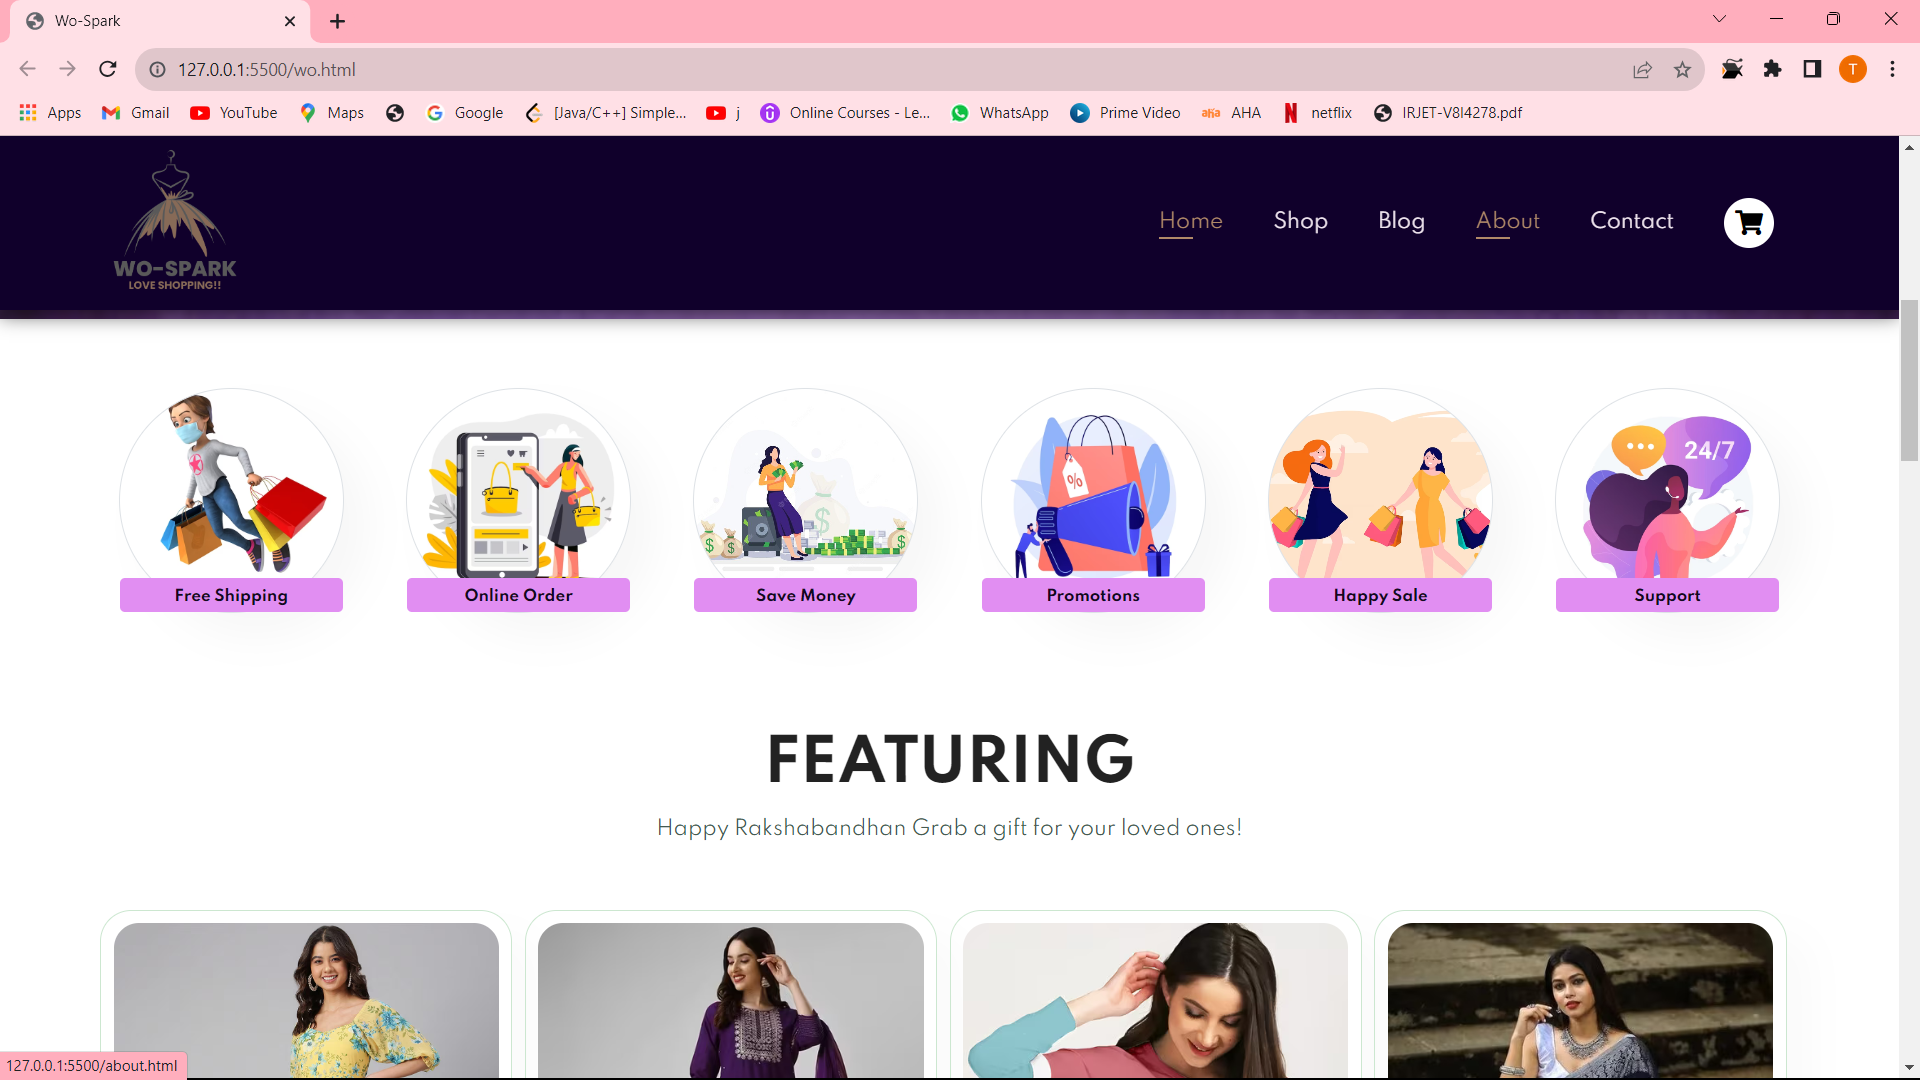 Wo-Spark
127.0.0.1:5500/wo.html
T
Apps Gmail YouTube Maps Google [Java/C++] Simple... j Online Courses - Le... WhatsApp Prime Video aha AHA netflix IRJET-V8I4278.pdf
WO-SPARK
LOVE SHOPPING!!
Home Shop Blog About Contact
24/7
%
$ $ $ $
Free Shipping Online Order Save Money Promotions Happy Sale Support
FEATURING
Happy Rakshabandhan Grab a gift for your loved ones!
127.0.0.1:5500/about.html